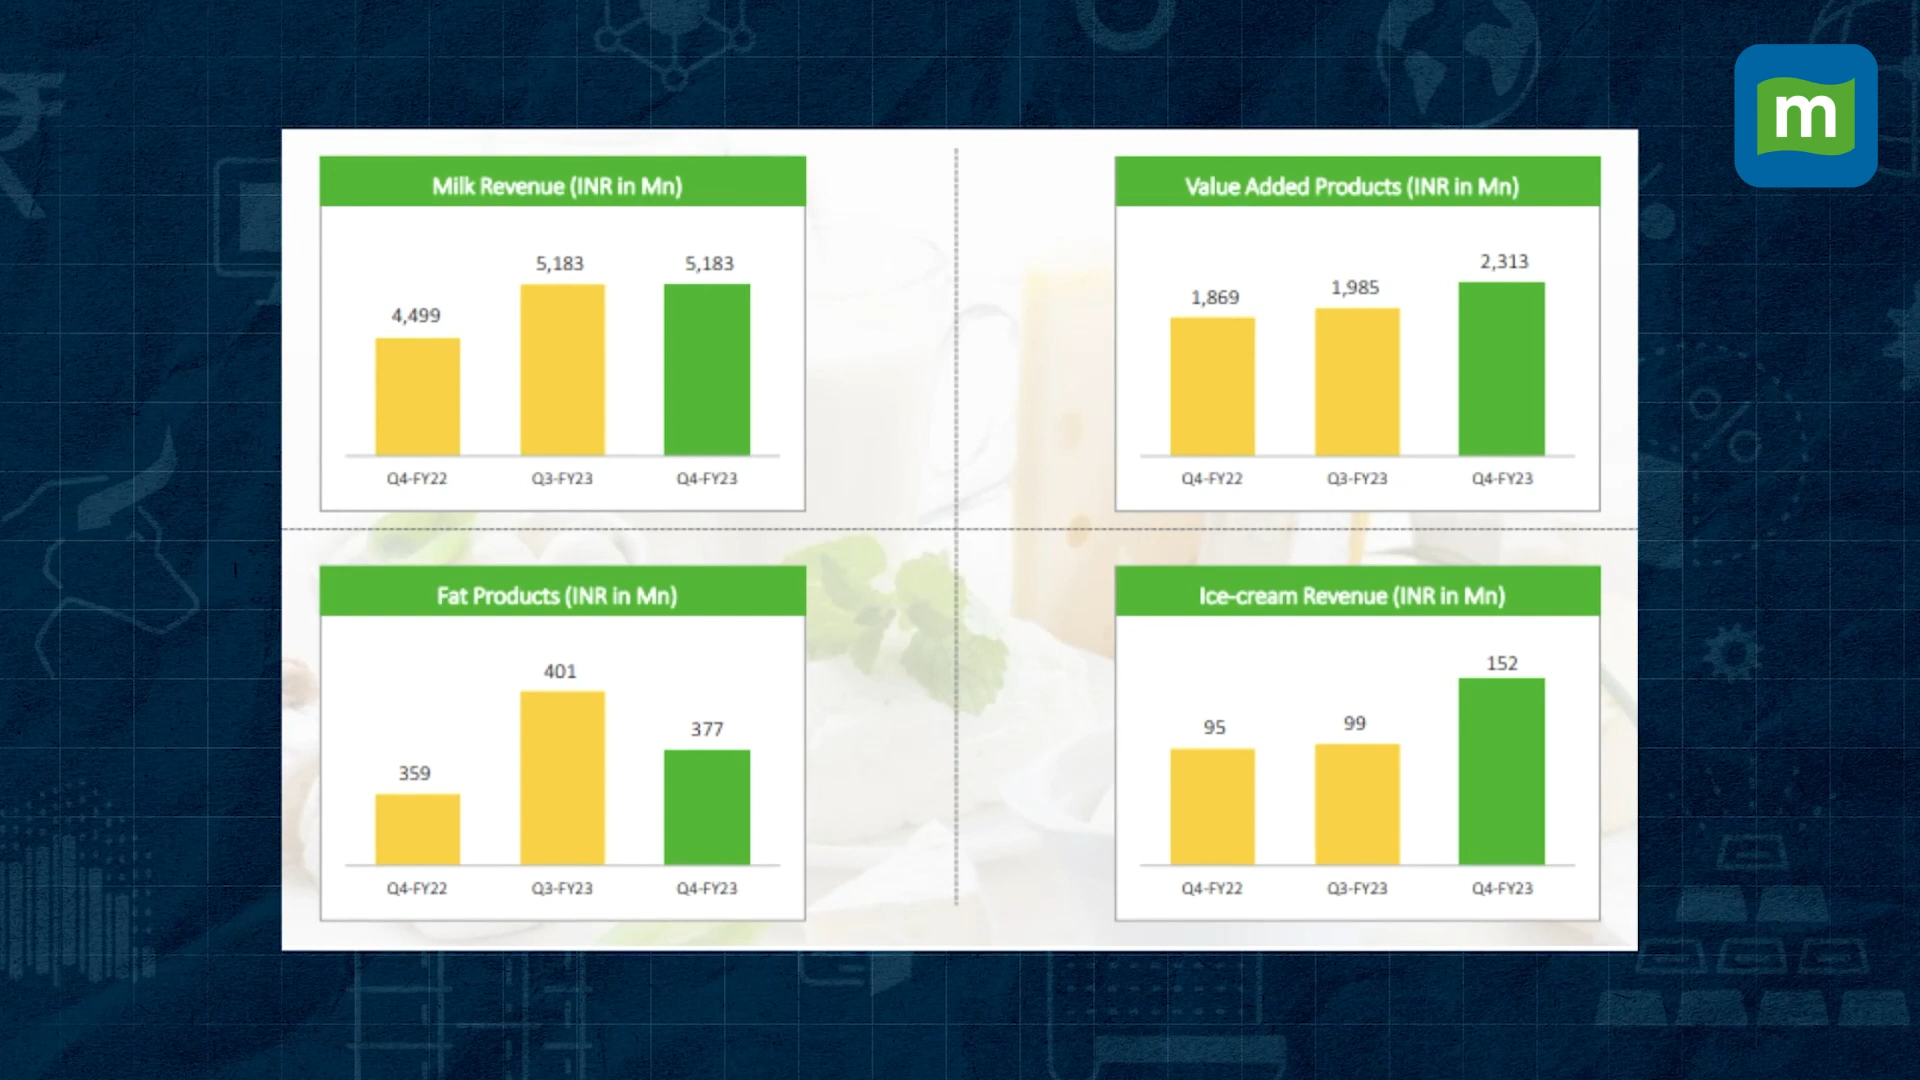 m
Milk Revenue (INR in Mn)
4,499
5,183
5,183
Q4-FY22
Q3-FY23
Q4-FY23
Value Added Products (INR in Mn)
1,869
1,985
2,313
Q4-FY22
Q3-FY23
Q4-FY23
Fat Products (INR in Mn)
359
401
377
Q4-FY22
Q3-FY23
Q4-FY23
Ice-cream Revenue (INR in Mn)
95
99
152
Q4-FY22
Q3-FY23
Q4-FY23